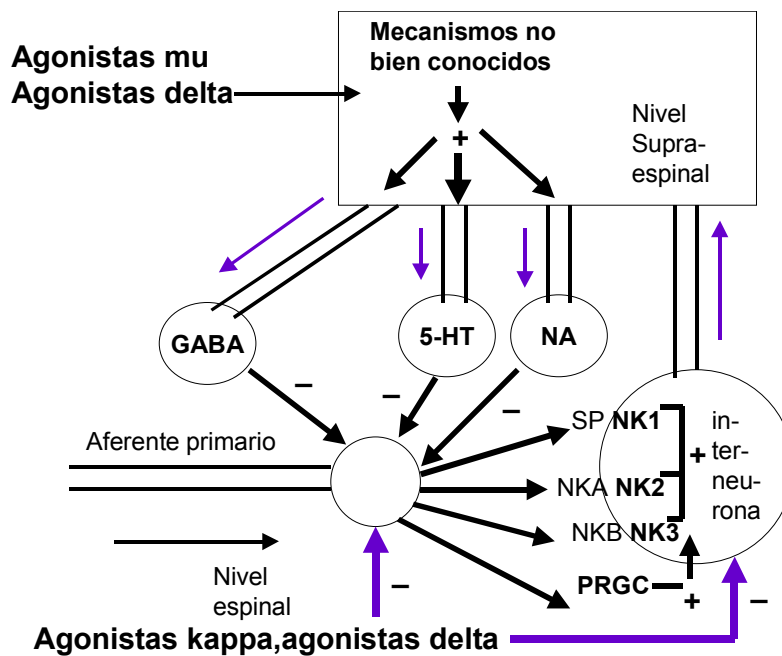 Mecanismos no
bien conocidos
Agonistas mu
Agonistas delta
+
Nivel
Supra-
espinal
GABA
5-HT
NA
–
–
–
Aferente primario
SP NK1
NKA NK2
NKB NK3
+
in-
ter-
neu-
rona
PRGC
+
Nivel
espinal
–
–
Agonistas kappa,agonistas delta